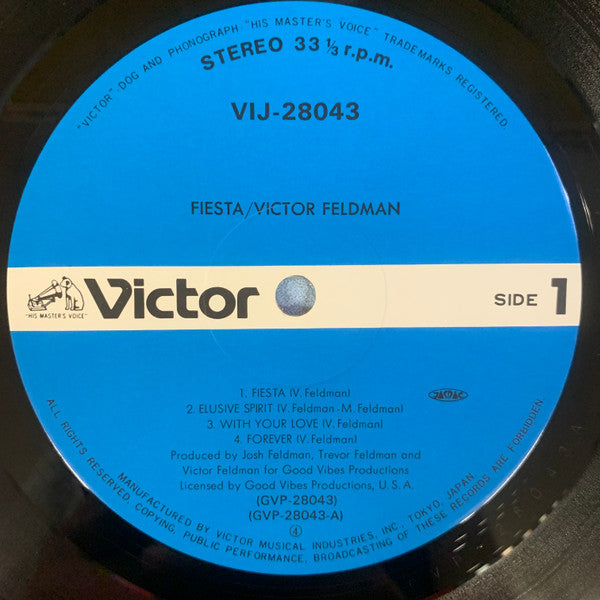 "VICTOR"-DOG AND PHONOGRAPH-"HIS MASTER'S VOICE" TRADEMARKS REGISTERED.
STEREO 33 ⅓ r.p.m.
VIJ-28043
FIESTA/VICTOR FELDMAN
"HIS MASTER'S VOICE"
Victor
SIDE 1
1. FIESTA (V. Feldman)
2. ELUSIVE SPIRIT (V. Feldman - M. Feldman)
3. WITH YOUR LOVE (V. Feldman)
4. FOREVER (V. Feldman)
JASRAC
Produced by Josh Feldman, Trevor Feldman and
Victor Feldman for Good Vibes Productions
Licensed by Good Vibes Productions, U.S.A.
(GVP-28043)
(GVP-28043-A)
④
ALL RIGHTS RESERVED. COPYING, PUBLIC PERFORMANCE, BROADCASTING OF THESE RECORDS ARE FORBIDDEN.
MANUFACTURED BY VICTOR MUSICAL INDUSTRIES, INC., TOKYO, JAPAN.